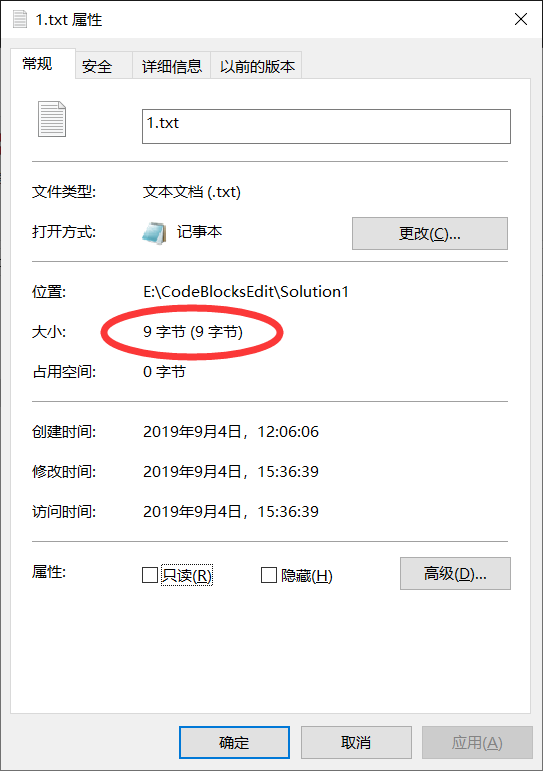 1.txt 属性
常规 安全 详细信息 以前的版本
1.txt
文件类型: 文本文档 (.txt)
打开方式: 记事本 更改(C)...
位置: E:\CodeBlocksEdit\Solution1
大小: 9 字节 (9 字节)
占用空间: 0 字节
创建时间: 2019年9月4日，12:06:06
修改时间: 2019年9月4日，15:36:39
访问时间: 2019年9月4日，15:36:39
属性: 只读(R) 隐藏(H) 高级(D)...
确定 取消 应用(A)